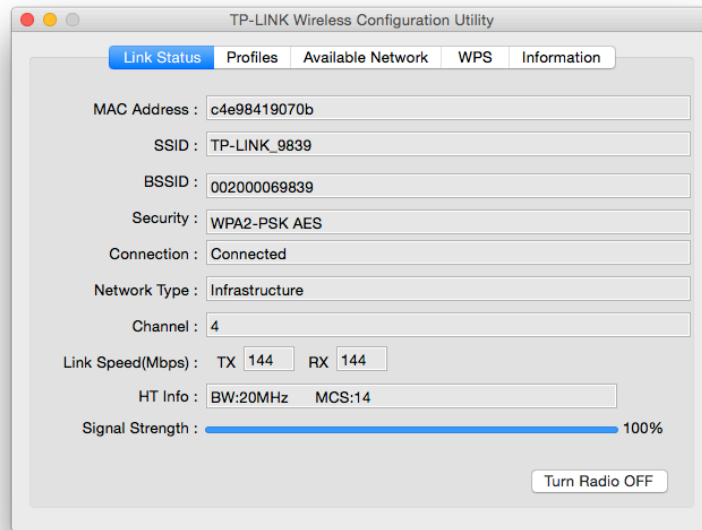 TP-LINK Wireless Configuration Utility
Link Status Profiles Available Network WPS Information
MAC Address : c4e98419070b
SSID : TP-LINK_9839
BSSID : 002000069839
Security : WPA2-PSK AES
Connection : Connected
Network Type : Infrastructure
Channel : 4
Link Speed(Mbps) : TX 144 RX 144
HT Info : BW:20MHz MCS:14
Signal Strength : 100%
Turn Radio OFF